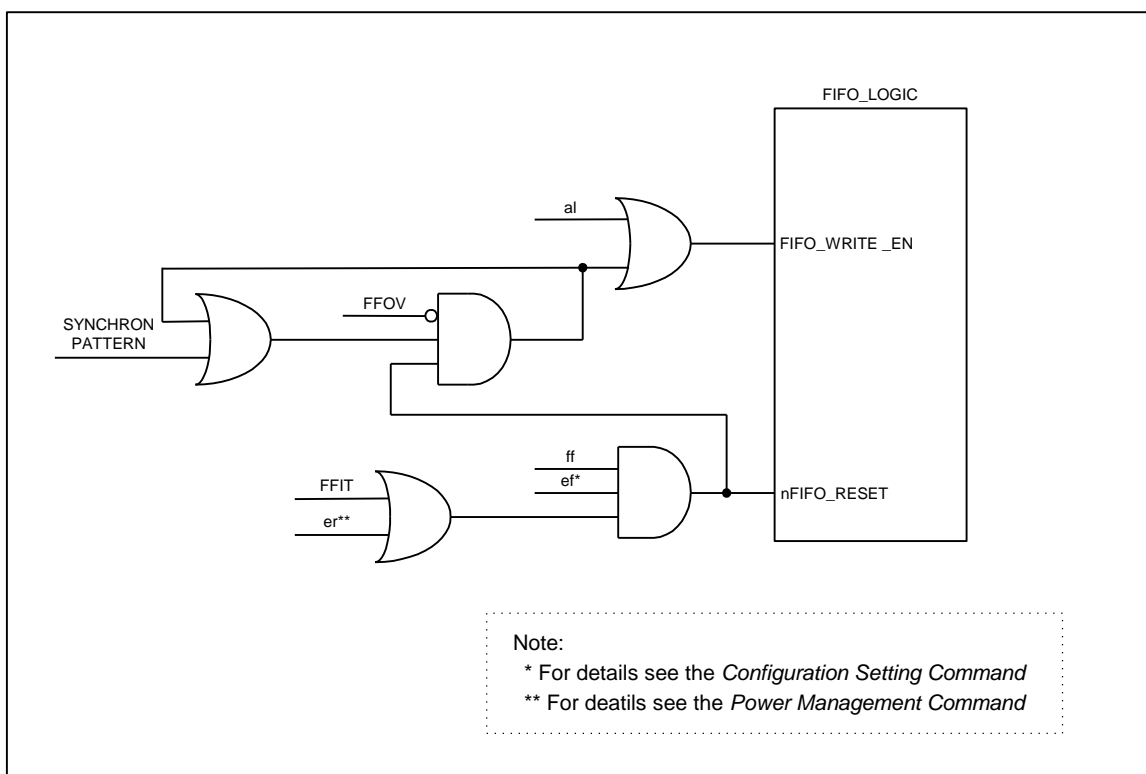 FIFO_LOGIC
al
FIFO_WRITE _EN
FFOV
SYNCHRON
PATTERN
ff
ef*
FFIT
er**
nFIFO_RESET
Note:
* For details see the Configuration Setting Command
** For deatils see the Power Management Command